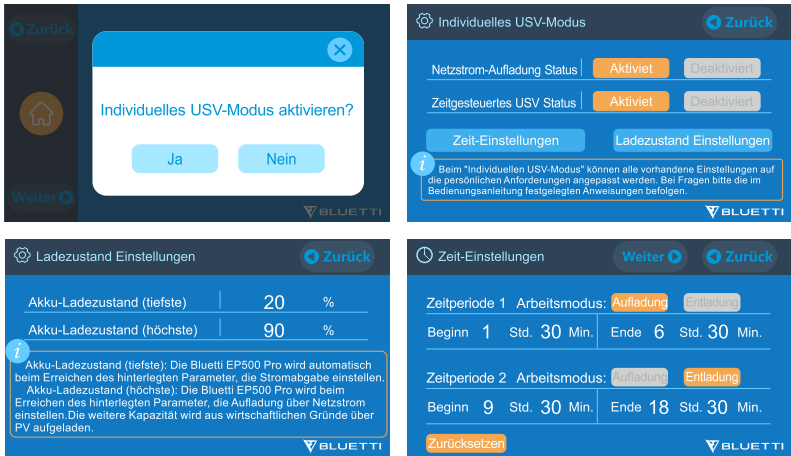 Zurück
Individuelles USV-Modus aktivieren?
Ja
Nein
Weiter
BLUETTI
Individuelles USV-Modus
Zurück
Netzstrom-Aufladung Status
Aktiviet
Deaktiviert
Zeitgesteuertes USV Status
Aktiviet
Deaktiviert
Zeit-Einstellungen
Ladezustand Einstellungen
i
Beim "Individuellen USV-Modus" können alle vorhandene Einstellungen auf
die persönlichen Anforderungen angepasst werden. Bei Fragen bitte die im
Bedienungsanleitung festgelegten Anweisungen befolgen.
BLUETTI
Ladezustand Einstellungen
Zurück
Akku-Ladezustand (tiefste) 20 %
Akku-Ladezustand (höchste) 90 %
i
Akku-Ladezustand (tiefste): Die Bluetti EP500 Pro wird automatisch
beim Erreichen des hinterlegten Parameter, die Stromabgabe einstellen.
Akku-Ladezustand (höchste): Die Bluetti EP500 Pro wird beim
Erreichen des hinterlegten Parameter, die Aufladung über Netzstrom
einstellen.Die weitere Kapazität wird aus wirtschaftlichen Gründe über
PV aufgeladen.
BLUETTI
Zeit-Einstellungen
Weiter
Zurück
Zeitperiode 1 Arbeitsmodus: Aufladung Entladung
Beginn 1 Std. 30 Min. Ende 6 Std. 30 Min.
Zeitperiode 2 Arbeitsmodus: Aufladung Entladung
Beginn 9 Std. 30 Min. Ende 18 Std. 30 Min.
Zurücksetzen
BLUETTI